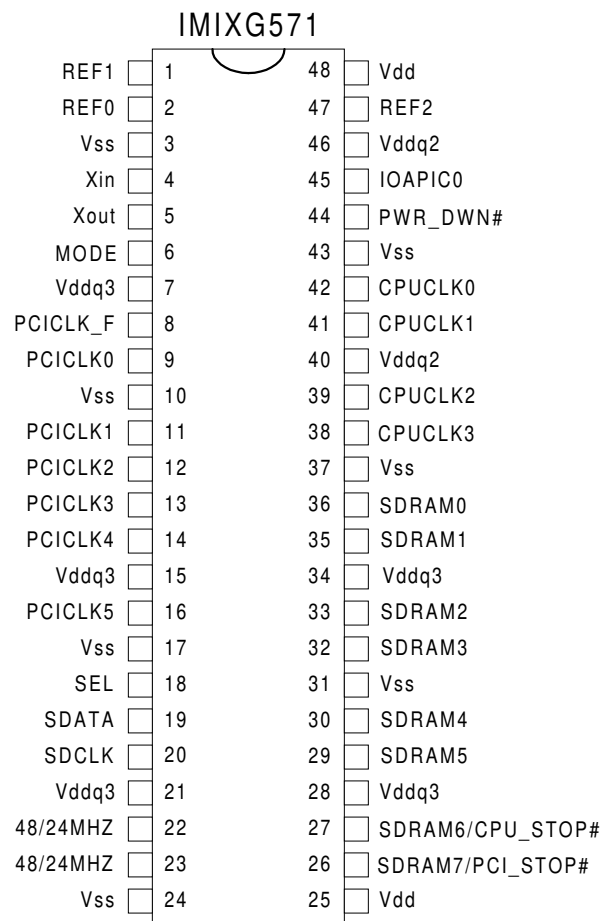 IMIXG571
REF1 1 48 Vdd
REF0 2 47 REF2
Vss 3 46 Vddq2
Xin 4 45 IOAPIC0
Xout 5 44 PWR_DWN#
MODE 6 43 Vss
Vddq3 7 42 CPUCLK0
PCICLK_F 8 41 CPUCLK1
PCICLK0 9 40 Vddq2
Vss 10 39 CPUCLK2
PCICLK1 11 38 CPUCLK3
PCICLK2 12 37 Vss
PCICLK3 13 36 SDRAM0
PCICLK4 14 35 SDRAM1
Vddq3 15 34 Vddq3
PCICLK5 16 33 SDRAM2
Vss 17 32 SDRAM3
SEL 18 31 Vss
SDATA 19 30 SDRAM4
SDCLK 20 29 SDRAM5
Vddq3 21 28 Vddq3
48/24MHZ 22 27 SDRAM6/CPU_STOP#
48/24MHZ 23 26 SDRAM7/PCI_STOP#
Vss 24 25 Vdd